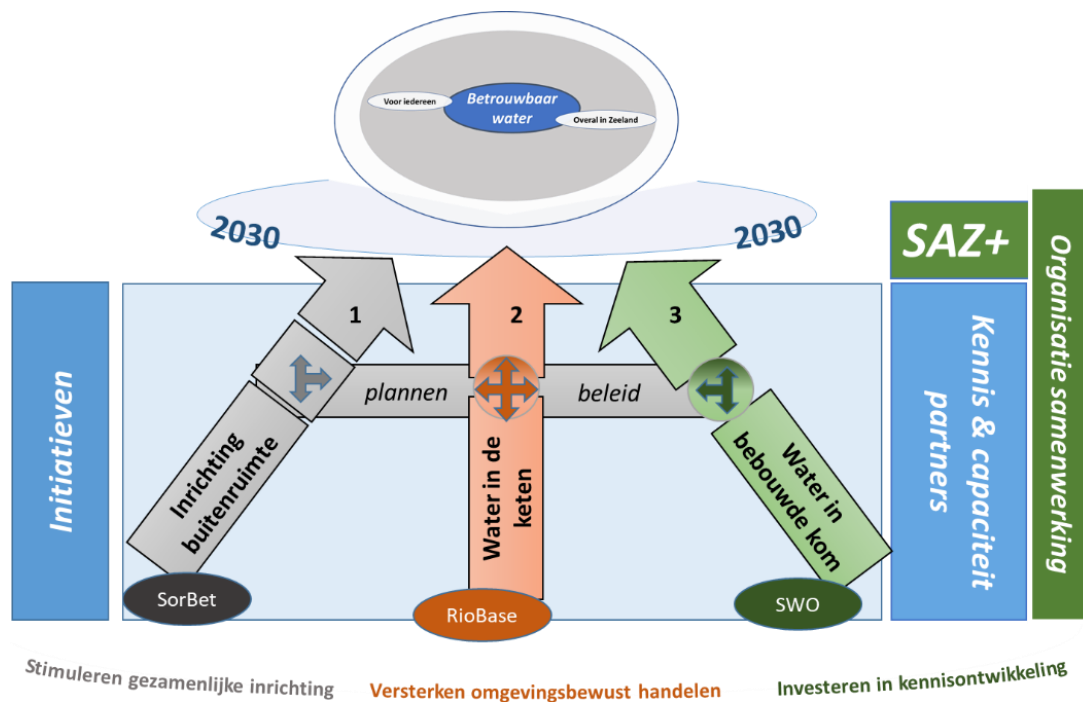 Voor iedereen
Betrouwbaar
water
Overal in Zeeland
2030
2030
SAZ+
Organisatie samenwerking
Initiatieven
Kennis & capaciteit
partners
1
2
3
plannen
beleid
Inrichting
buitenruimte
Water in de
keten
Water in
bebouwde kom
SorBet
RioBase
SWO
Stimuleren gezamenlijke inrichting
Versterken omgevingsbewust handelen
Investeren in kennisontwikkeling